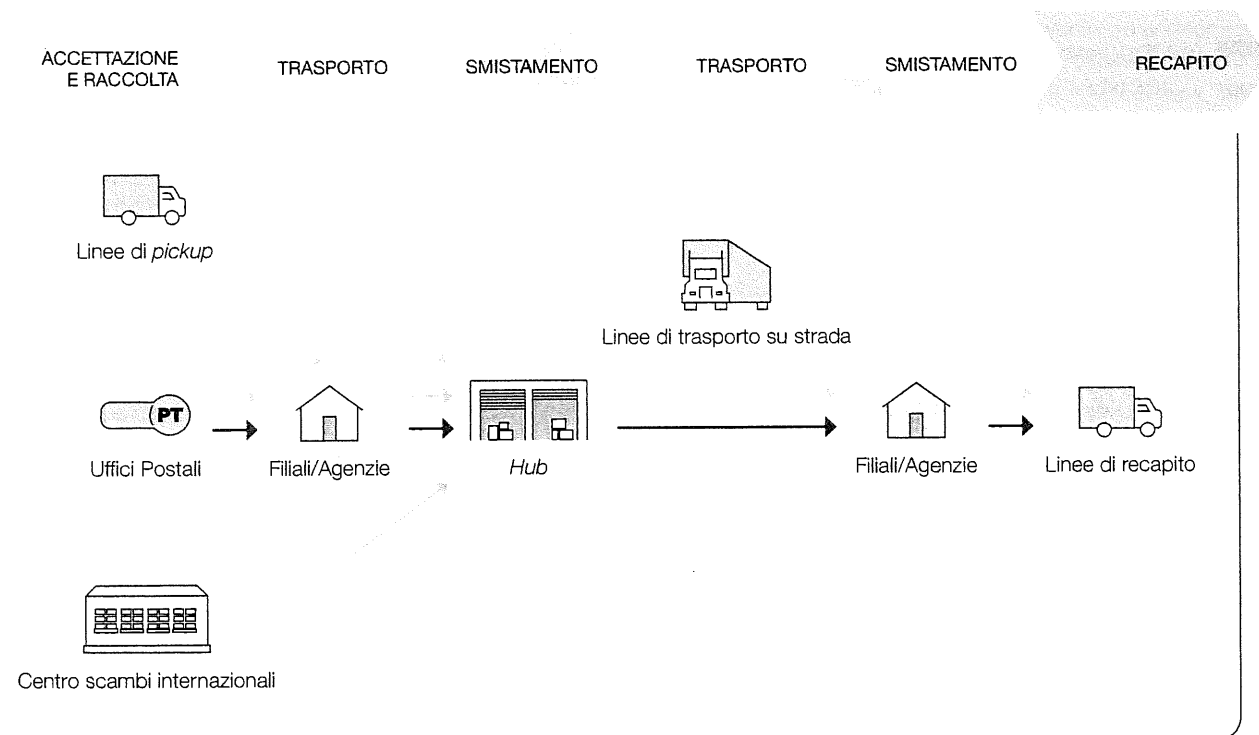 ACCETTAZIONE
E RACCOLTA
TRASPORTO
SMISTAMENTO
TRASPORTO
SMISTAMENTO
RECAPITO
Linee di pickup
Linee di trasporto su strada
PT
Uffici Postali
Filiali/Agenzie
Hub
Filiali/Agenzie
Linee di recapito
Centro scambi internazionali